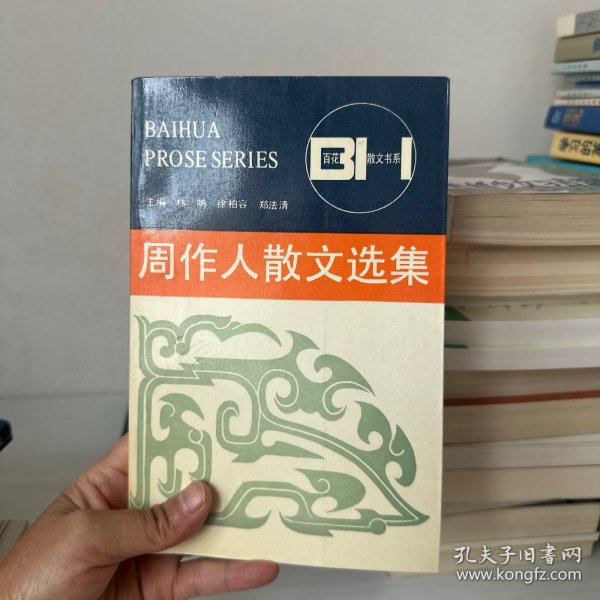 BAIHUA
PROSE SERIES
BH
百花
散文书系
主编 林呐 徐柏容 郑法清
周作人散文选集
孔夫子旧书网
www.kongfz.com